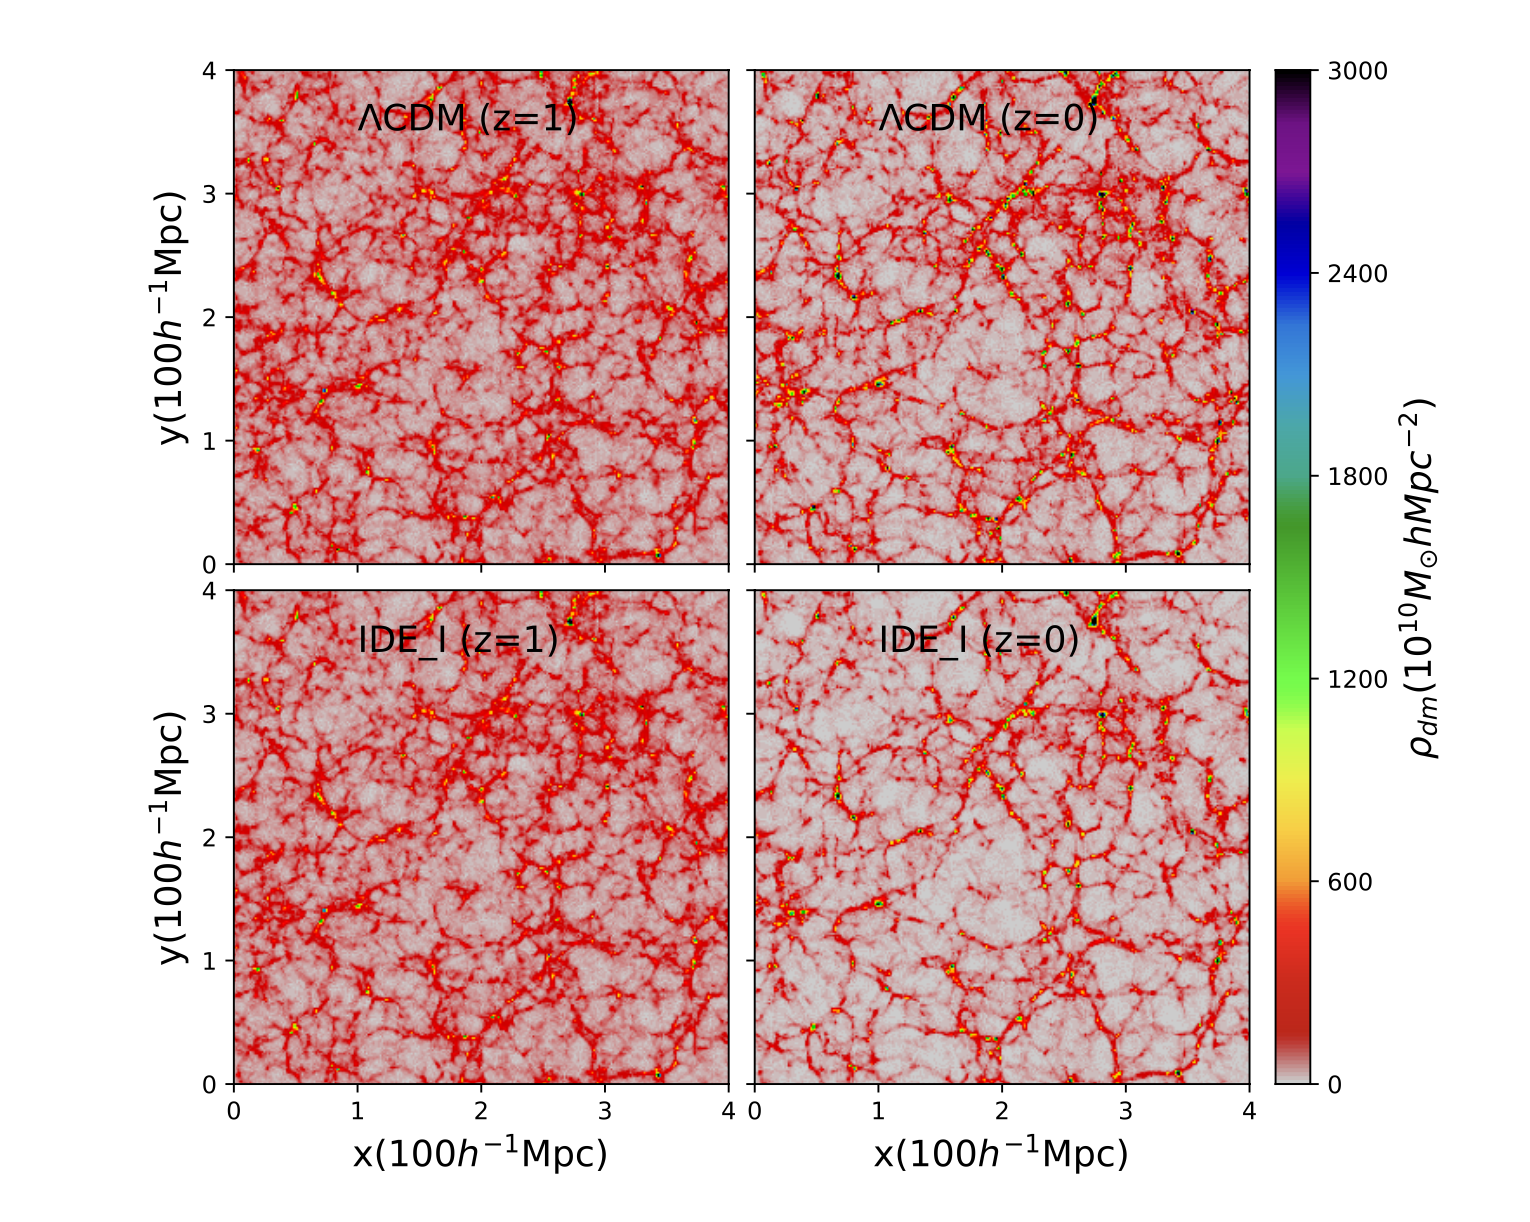 ΛCDM (z=1)
ΛCDM (z=0)
4
3
2
1
0
y(100h⁻¹Mpc)
IDE_I (z=1)
IDE_I (z=0)
4
3
2
1
0
y(100h⁻¹Mpc)
0 1 2 3 4
0 1 2 3 4
x(100h⁻¹Mpc)
x(100h⁻¹Mpc)
3000
2400
1800
1200
600
0
ρ_dm(10¹⁰M_⊙hMpc⁻²)